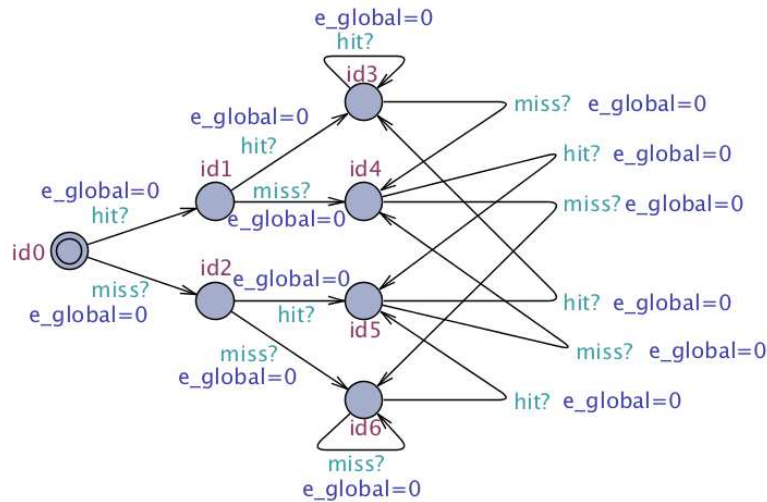 e_global=0
hit?
id3
e_global=0
miss? e_global=0
hit?
hit? e_global=0
id1
id4
e_global=0
miss?
miss? e_global=0
hit?
e_global=0
id0
id2
e_global=0
miss?
hit?
hit? e_global=0
e_global=0
id5
miss?
miss? e_global=0
e_global=0
hit? e_global=0
id6
miss?
e_global=0